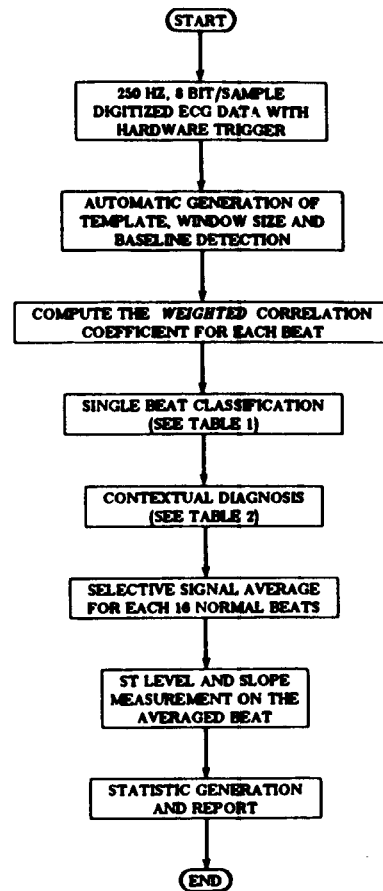 START
250 HZ, 8 BIT/SAMPLE
DIGITIZED ECG DATA WITH
HARDWARE TRIGGER
AUTOMATIC GENERATION OF
TEMPLATE, WINDOW SIZE AND
BASELINE DETECTION
COMPUTE THE WEIGHTED CORRELATION
COEFFICIENT FOR EACH BEAT
SINGLE BEAT CLASSIFICATION
(SEE TABLE 1)
CONTEXTUAL DIAGNOSIS
(SEE TABLE 2)
SELECTIVE SIGNAL AVERAGE
FOR EACH 16 NORMAL BEATS
ST LEVEL AND SLOPE
MEASUREMENT ON THE
AVERAGED BEAT
STATISTIC GENERATION
AND REPORT
END